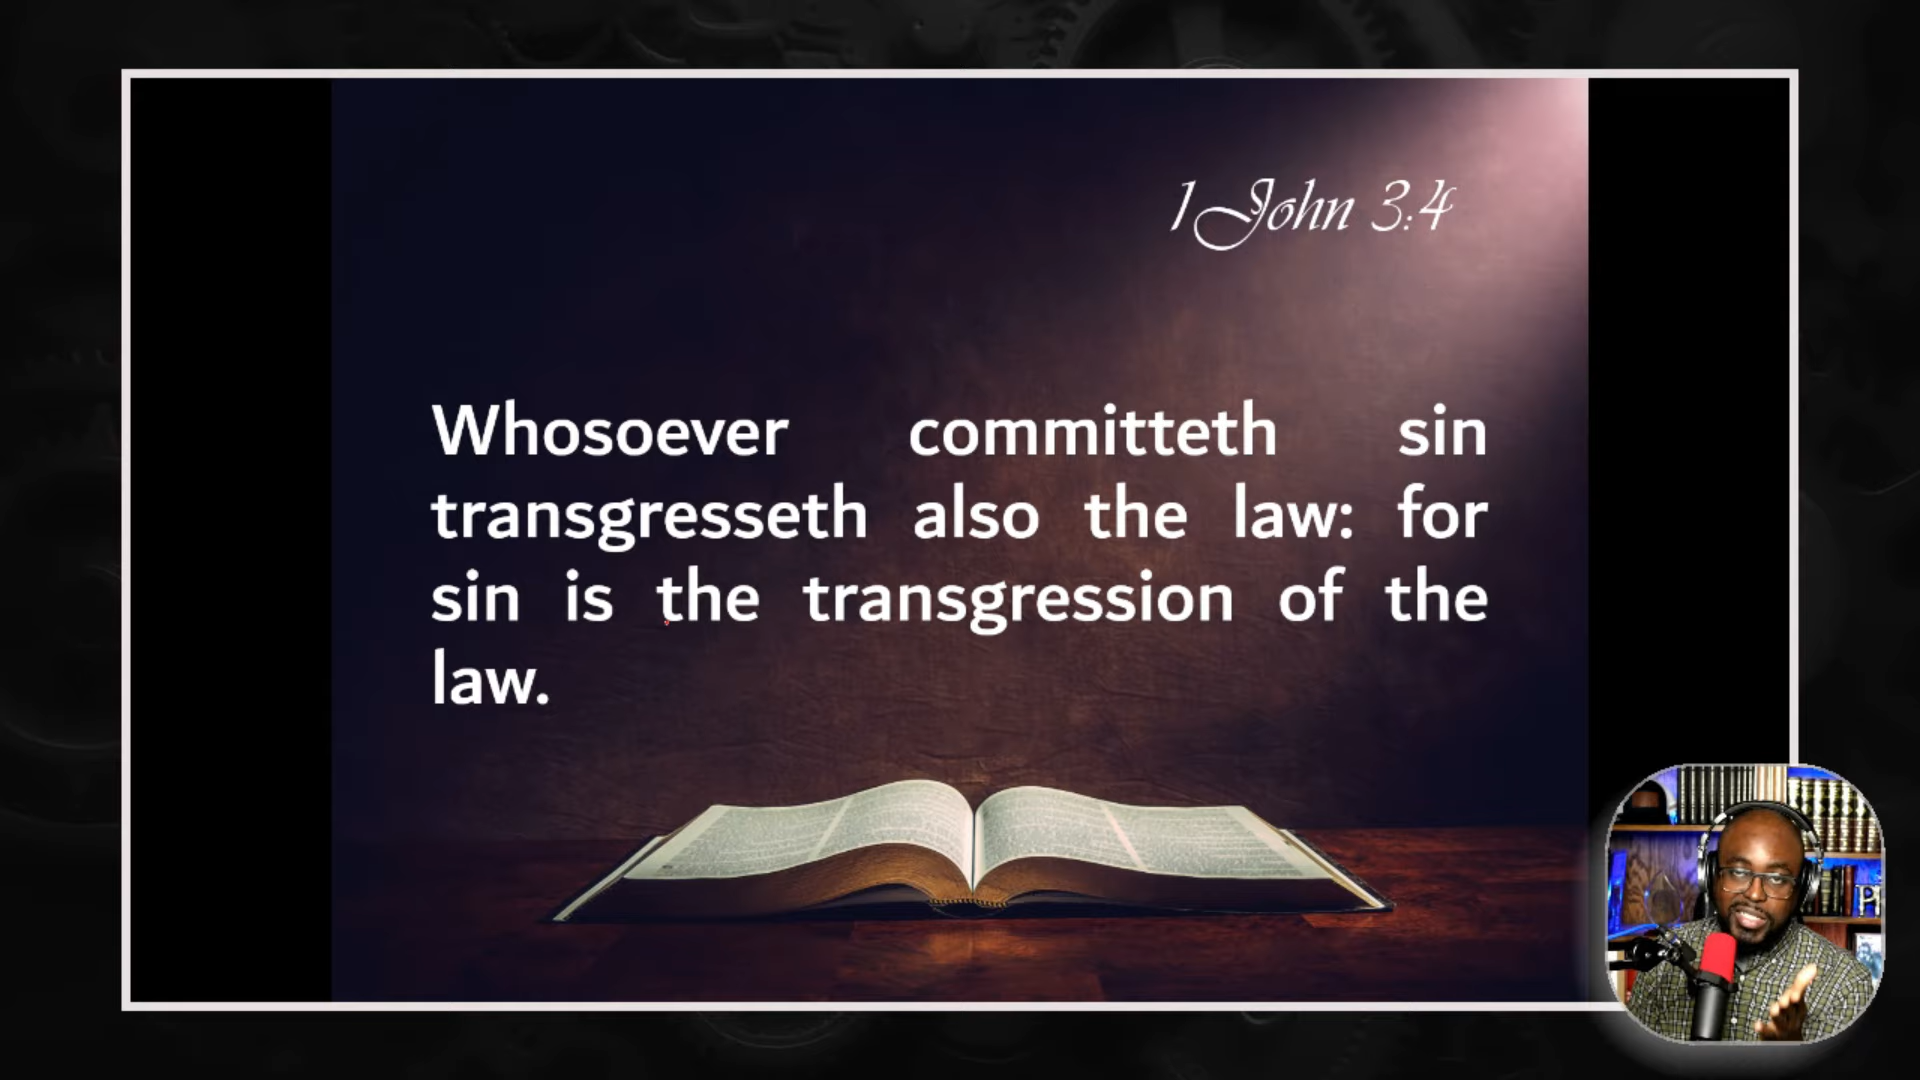 1 John 3:4
Whosoever committeth sin
transgresseth also the law: for
sin is the transgression of the
law.